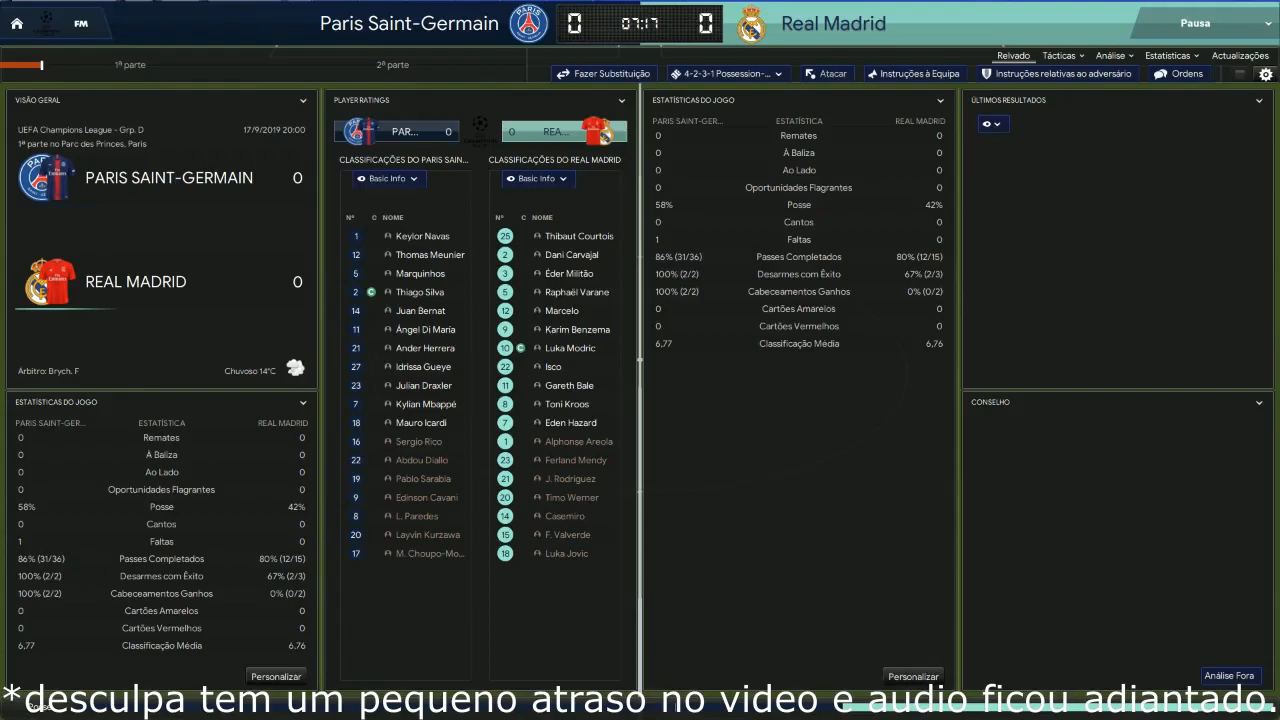 FM
Paris Saint-Germain
0
07:17
0
Real Madrid
Pausa
1ª parte
2ª parte
Relvado
Tácticas
Análise
Estatísticas
Actualizações
Fazer Substituição
4-2-3-1 Possession-...
Atacar
Instruções à Equipa
Instruções relativas ao adversário
Ordens
VISÃO GERAL
UEFA Champions League - Grp. D
17/9/2019 20:00
1ª parte no Parc des Princes, Paris
PARIS SAINT-GERMAIN 0
REAL MADRID 0
Arbitro: Brych. F
Chuvoso 14°C
ESTATÍSTICAS DO JOGO
PARIS SAINT-GER... ESTATÍSTICA REAL MADRID
0 Remates 0
0 À Baliza 0
0 Ao Lado 0
0 Oportunidades Flagrantes 0
58% Posse 42%
0 Cantos 0
1 Faltas 0
86% (31/36) Passes Completados 80% (12/15)
100% (2/2) Desarmes com Êxito 67% (2/3)
100% (2/2) Cabeceamentos Ganhos 0% (0/2)
0 Cartões Amarelos 0
0 Cartões Vermelhos 0
6,77 Classificação Média 6,76
Personalizar
PLAYER RATINGS
PAR... 0
0 REA...
CLASSIFICAÇÕES DO PARIS SAIN...
Basic Info
Nº C NOME
1 Keylor Navas
12 Thomas Meunier
5 Marquinhos
2 C Thiago Silva
14 Juan Bernat
11 Ángel Di María
21 Ander Herrera
27 Idrissa Gueye
23 Julian Draxler
7 Kylian Mbappé
18 Mauro Icardi
16 Sergio Rico
22 Abdou Diallo
19 Pablo Sarabia
9 Edinson Cavani
8 L. Paredes
20 Layvin Kurzawa
17 M. Choupo-Mo...
CLASSIFICAÇÕES DO REAL MADRID
Basic Info
Nº C NOME
25 Thibaut Courtois
2 Dani Carvajal
3 Éder Militão
5 Raphaël Varane
12 Marcelo
9 Karim Benzema
10 C Luka Modric
22 Isco
11 Gareth Bale
8 Toni Kroos
7 Eden Hazard
1 Alphonse Areola
23 Ferland Mendy
21 J. Rodriguez
20 Timo Werner
14 Casemiro
15 F. Valverde
18 Luka Jovic
ESTATÍSTICAS DO JOGO
PARIS SAINT-GER... ESTATÍSTICA REAL MADRID
0 Remates 0
0 À Baliza 0
0 Ao Lado 0
0 Oportunidades Flagrantes 0
58% Posse 42%
0 Cantos 0
1 Faltas 0
86% (31/36) Passes Completados 80% (12/15)
100% (2/2) Desarmes com Êxito 67% (2/3)
100% (2/2) Cabeceamentos Ganhos 0% (0/2)
0 Cartões Amarelos 0
0 Cartões Vermelhos 0
6,77 Classificação Média 6,76
Personalizar
ÚLTIMOS RESULTADOS
CONSELHO
Análise Fora
*desculpa tem um pequeno atraso no video e audio ficou adiantado.